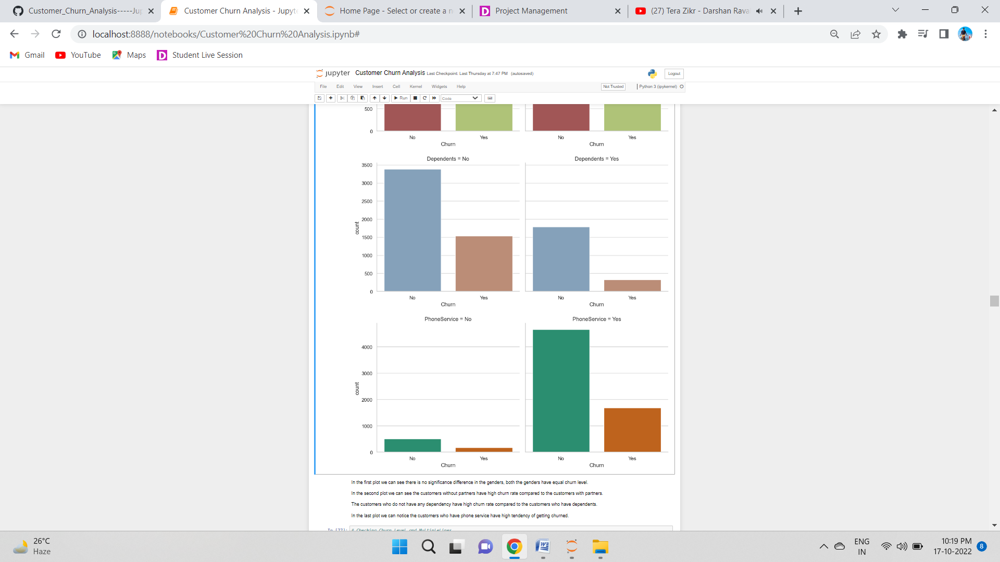 Customer_Churn_Analysis-----Ju
Customer Churn Analysis - Jupyt
Home Page - Select or create a n
D Project Management
(27) Tera Zikr - Darshan Rava
localhost:8888/notebooks/Customer%20Churn%20Analysis.ipynb#
Gmail YouTube Maps D Student Live Session
jupyter Customer Churn Analysis Last Checkpoint: Last Thursday at 7:47 PM (autosaved) Logout
File Edit View Insert Cell Kernel Widgets Help Not Trusted Python 3 (ipykernel)
Run Code
500
0
No Yes No Yes
Churn Churn
Dependents = No Dependents = Yes
3500
3000
2500
2000
1500
1000
500
0
count
No Yes No Yes
Churn Churn
PhoneService = No PhoneService = Yes
4000
3000
2000
1000
0
count
No Yes No Yes
Churn Churn
In the first plot we can see there is no significance difference in the genders, both the genders have equal churn level.
In the second plot we can see the customers without partners have high churn rate compared to the customers with partners.
The customers who do not have any dependency have high churn rate compared to the customers who have dependents.
In the last plot we can notice the customers who have phone service have high tendency of getting churned.
In [77]: # Checking Churn Level and MultipleLines
26°C
Haze
ENG
IN
10:19 PM
17-10-2022
8